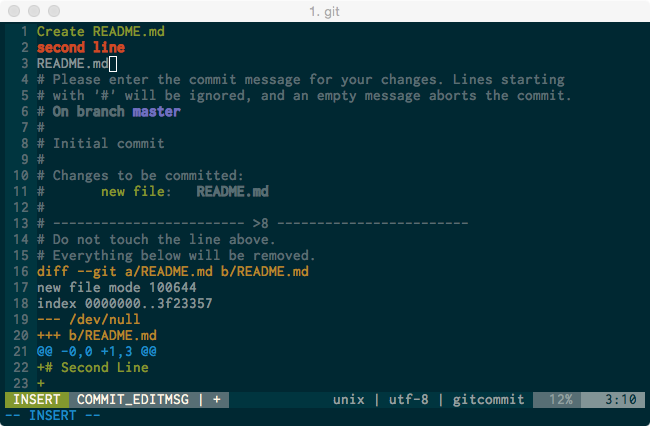 1. git
1 Create README.md
2 second line
3 README.md
4 # Please enter the commit message for your changes. Lines starting
5 # with '#' will be ignored, and an empty message aborts the commit.
6 # On branch master
7 #
8 # Initial commit
9 #
10 # Changes to be committed:
11 #       new file:   README.md
12 #
13 # ------------------------ >8 ------------------------
14 # Do not touch the line above.
15 # Everything below will be removed.
16 diff --git a/README.md b/README.md
17 new file mode 100644
18 index 0000000..3f23357
19 --- /dev/null
20 +++ b/README.md
21 @@ -0,0 +1,3 @@
22 +# Second Line
23 +
INSERT COMMIT_EDITMSG | + unix | utf-8 | gitcommit 12% 3:10
-- INSERT --